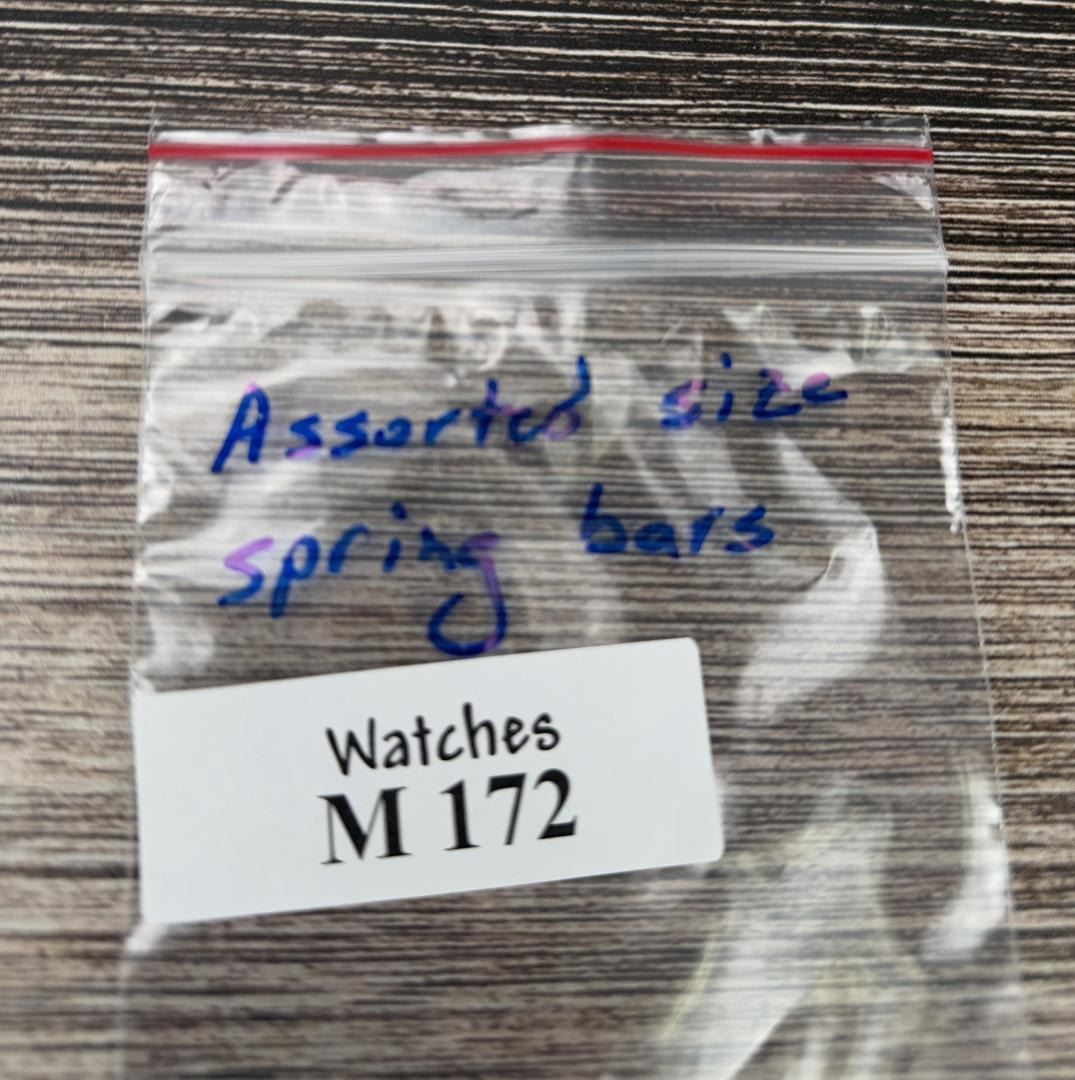 Assorted size
spring bars
Watches
M 172